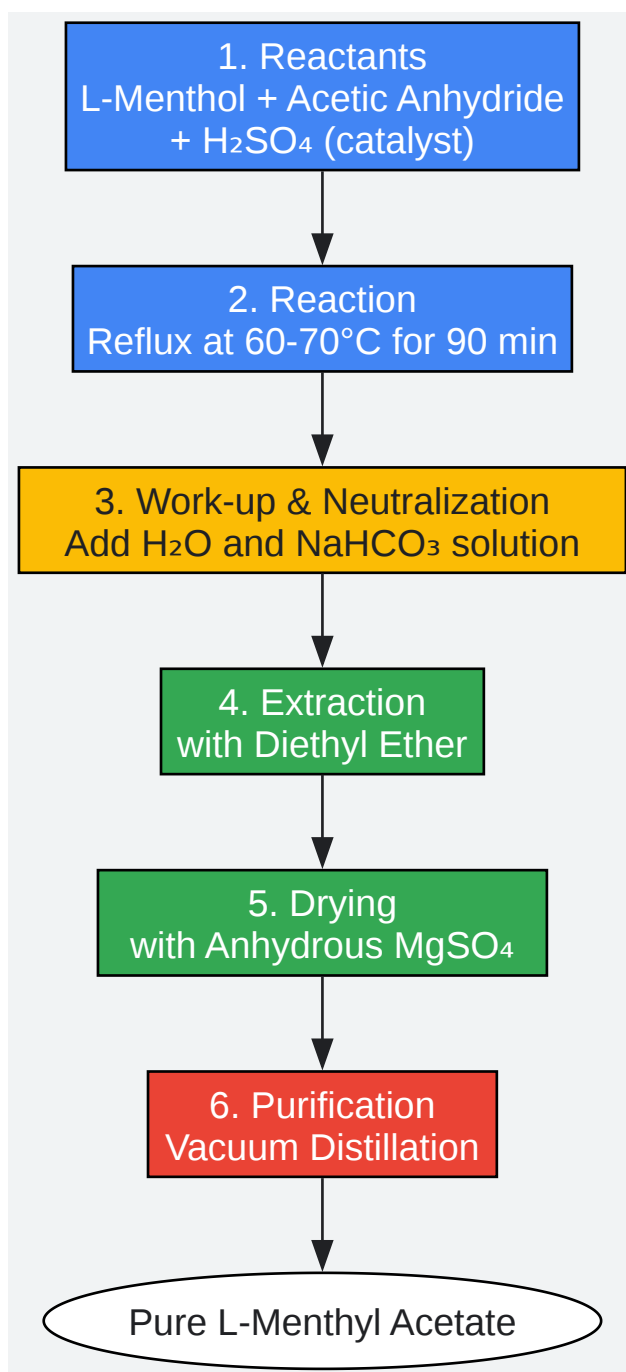 1. Reactants
L-Menthol + Acetic Anhydride
+ H₂SO₄ (catalyst)
2. Reaction
Reflux at 60-70°C for 90 min
3. Work-up & Neutralization
Add H₂O and NaHCO₃ solution
4. Extraction
with Diethyl Ether
5. Drying
with Anhydrous MgSO₄
6. Purification
Vacuum Distillation
Pure L-Menthyl Acetate